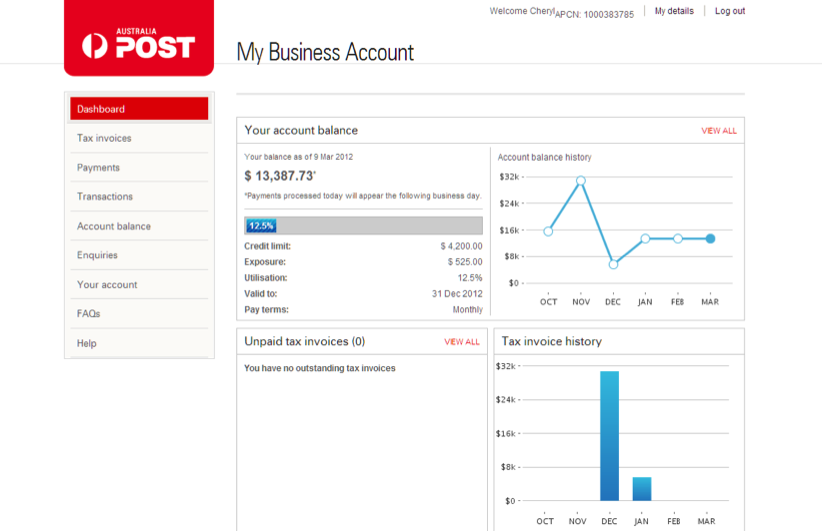 Welcome Cheryl APCN: 1000383785 My details Log out
AUSTRALIA
POST
My Business Account
Dashboard
Tax invoices
Payments
Transactions
Account balance
Enquiries
Your account
FAQs
Help
Your account balance VIEW ALL
Your balance as of 9 Mar 2012
$ 13,387.73*
*Payments processed today will appear the following business day.
12.5%
Credit limit: $ 4,200.00
Exposure: $ 525.00
Utilisation: 12.5%
Valid to: 31 Dec 2012
Pay terms: Monthly
Account balance history
$32k
$24k
$16k
$8k
$0
OCT NOV DEC JAN FEB MAR
Unpaid tax invoices (0) VIEW ALL
You have no outstanding tax invoices
Tax invoice history
$32k
$24k
$16k
$8k
$0
OCT NOV DEC JAN FEB MAR